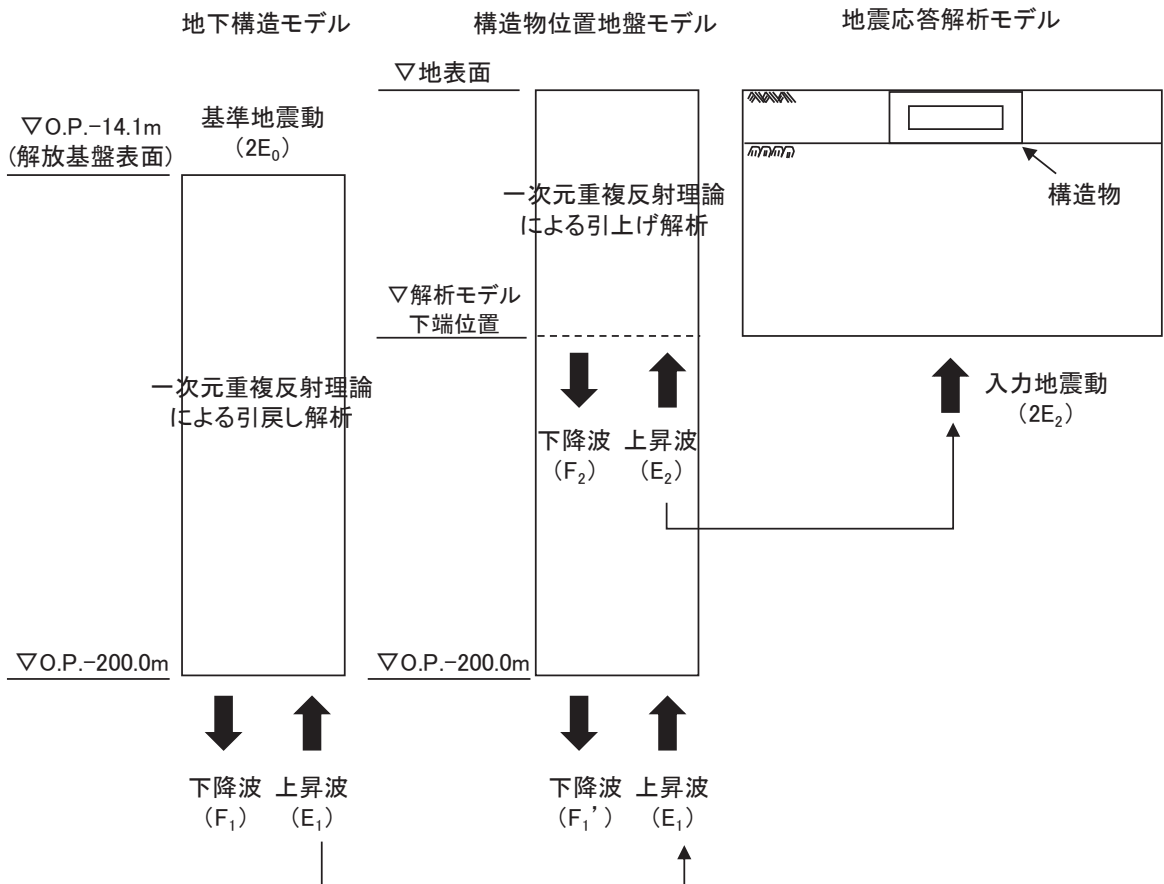 地下構造モデル
▽O.P.-14.1m
(解放基盤表面)
基準地震動
(2E₀)
一次元重複反射理論
による引戻し解析
▽O.P.-200.0m
下降波
(F₁)
上昇波
(E₁)
構造物位置地盤モデル
▽地表面
一次元重複反射理論
による引上げ解析
▽解析モデル
下端位置
下降波
(F₂)
上昇波
(E₂)
▽O.P.-200.0m
下降波
(F₁’)
上昇波
(E₁)
地震応答解析モデル
構造物
入力地震動
(2E₂)